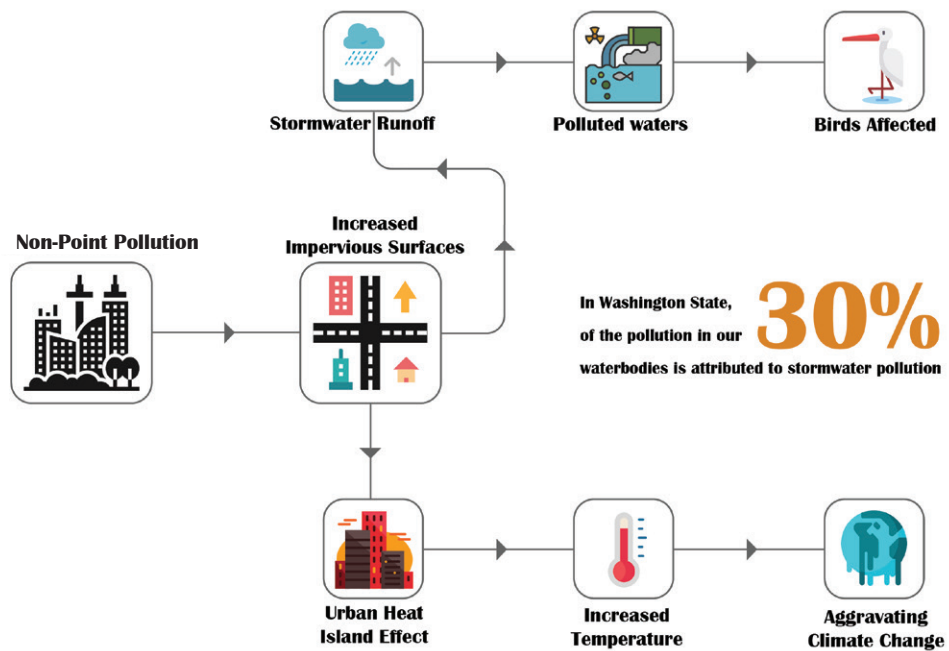 Stormwater Runoff
Polluted waters
Birds Affected
Non-Point Pollution
Increased
Impervious Surfaces
In Washington State,
30%
of the pollution in our
waterbodies is attributed to stormwater pollution
Urban Heat
Island Effect
Increased
Temperature
Aggravating
Climate Change